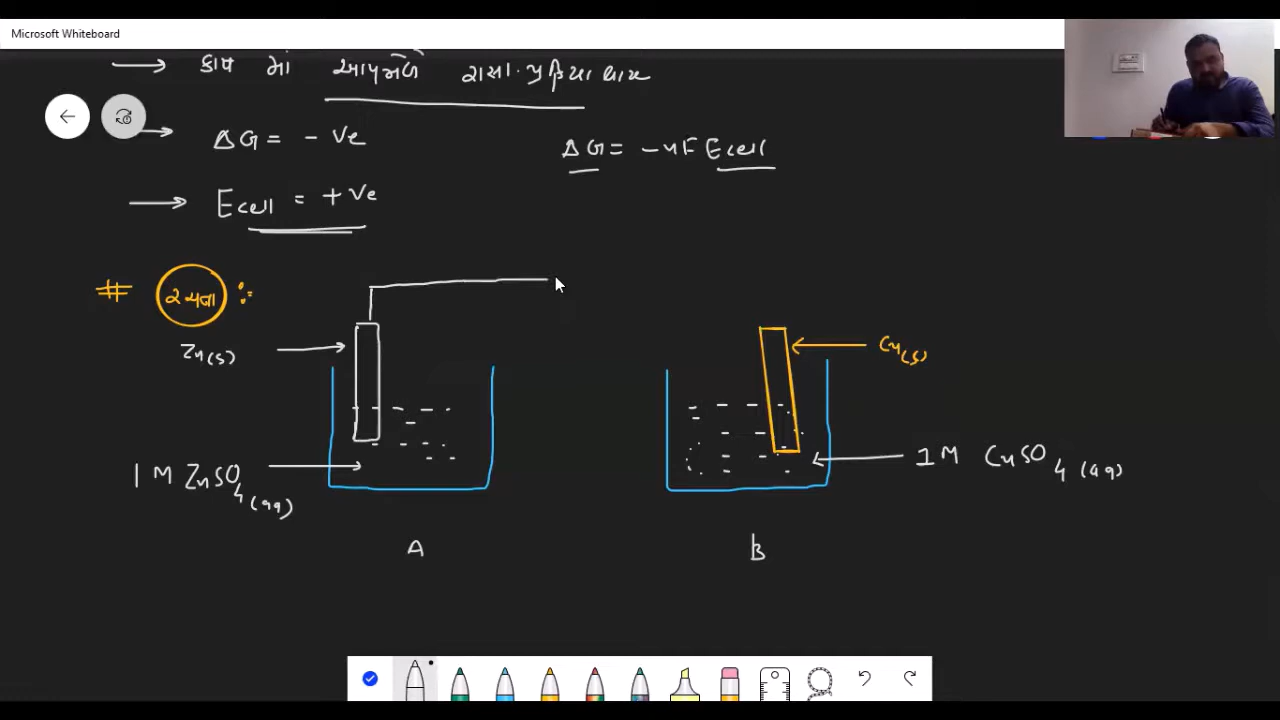 Microsoft Whiteboard
→ કોષ માં આપમેળે રાસા. પ્રક્રિયા થાય
→ ΔG = - Ve
ΔG = -nF Ecell
→ Ecell = + Ve
# રચના :-
Zn(s)
Cu(s)
1 M ZnSO4(aq)
1 M CuSO4(aq)
A
B